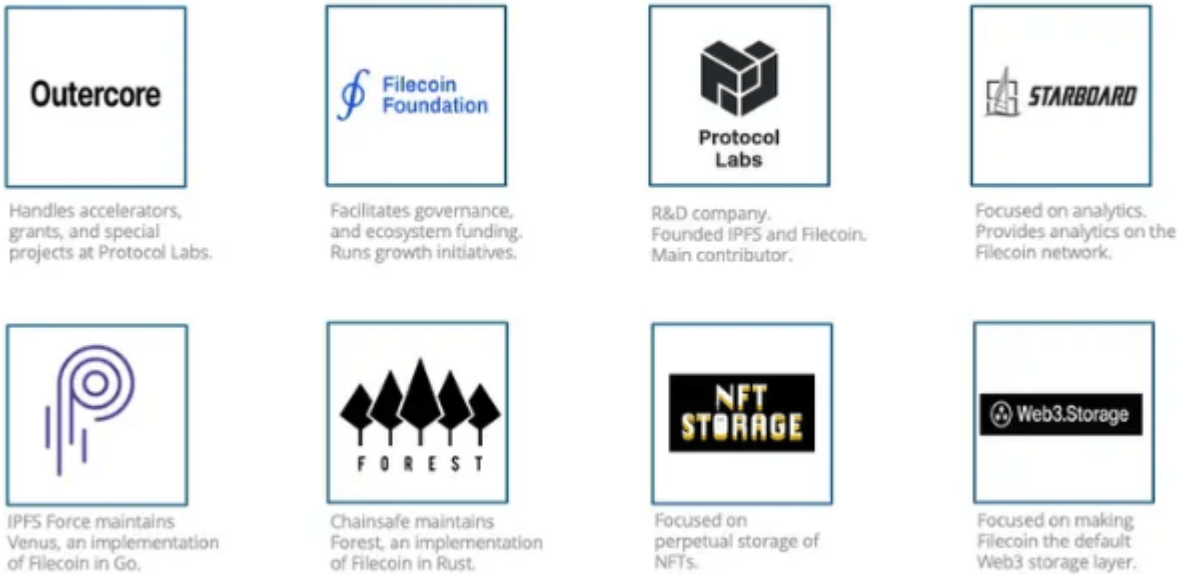 Outercore
Handles accelerators,
grants, and special
projects at Protocol Labs.
Filecoin
Foundation
Facilitates governance,
and ecosystem funding.
Runs growth initiatives.
Protocol
Labs
R&D company.
Founded IPFS and Filecoin.
Main contributor.
STARBOARD
Focused on analytics.
Provides analytics on the
Filecoin network.
IPFS Force maintains
Venus, an implementation
of Filecoin in Go.
FOREST
Chainsafe maintains
Forest, an implementation
of Filecoin in Rust.
NFT
STORAGE
Focused on
perpetual storage of
NFTs.
Web3.Storage
Focused on making
Filecoin the default
Web3 storage layer.